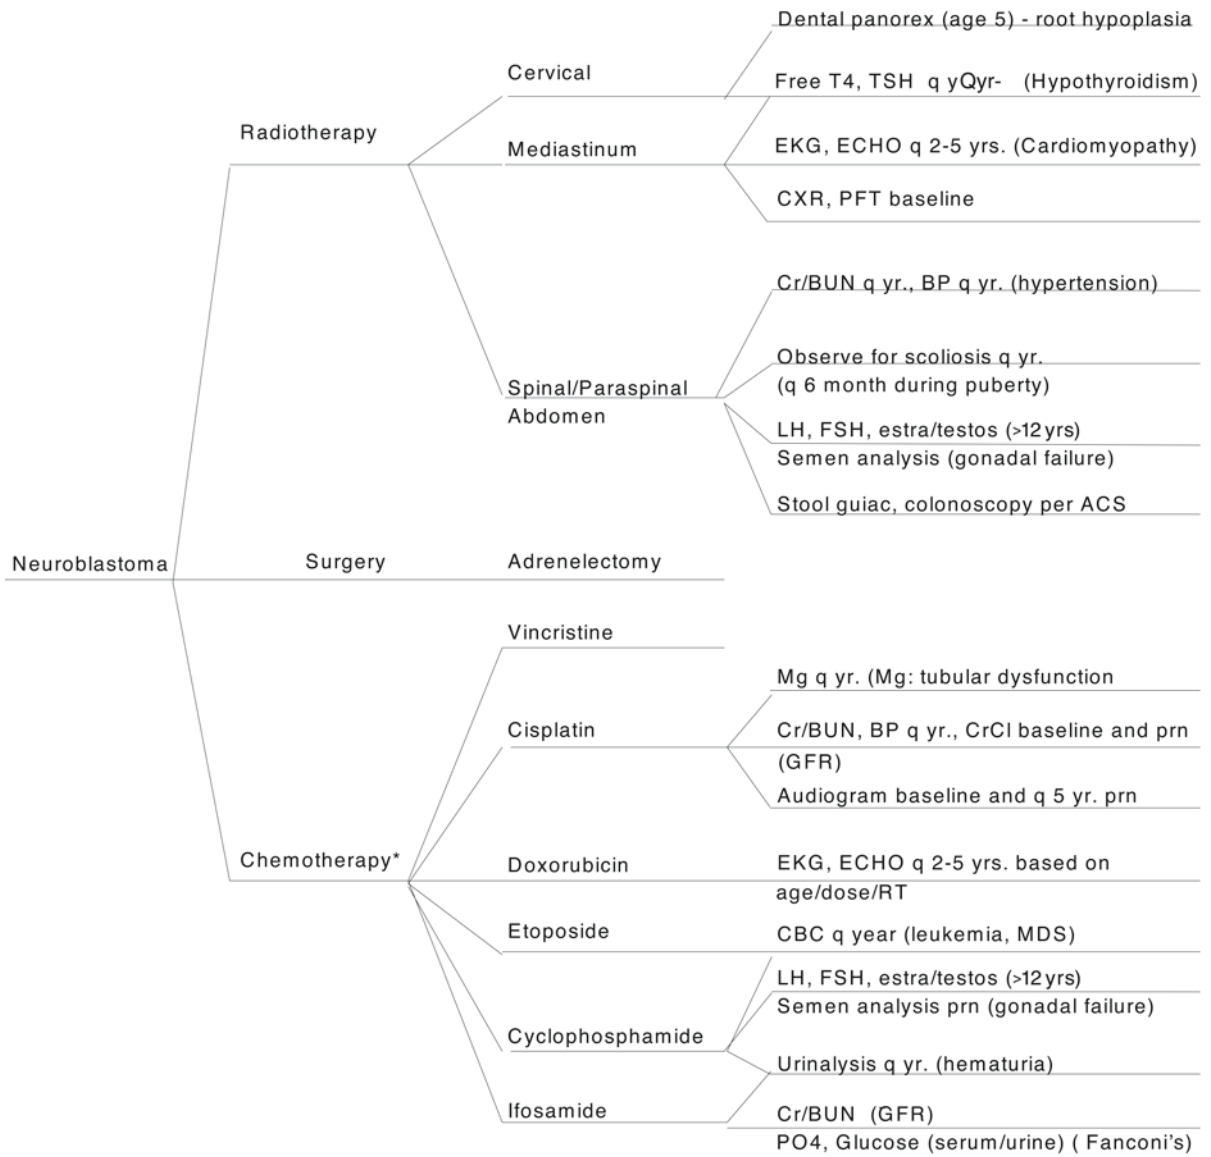 Dental panorex (age 5) - root hypoplasia
Cervical
Free T4, TSH q yQyr- (Hypothyroidism)
Radiotherapy
Mediastinum
EKG, ECHO q 2-5 yrs. (Cardiomyopathy)
CXR, PFT baseline
Cr/BUN q yr., BP q yr. (hypertension)
Observe for scoliosis q yr.
(q 6 month during puberty)
Spinal/Paraspinal
Abdomen
LH, FSH, estra/testos (>12 yrs)
Semen analysis (gonadal failure)
Stool guiac, colonoscopy per ACS
Neuroblastoma
Surgery
Adrenelectomy
Vincristine
Mg q yr. (Mg: tubular dysfunction
Cisplatin
Cr/BUN, BP q yr., CrCl baseline and prn
(GFR)
Audiogram baseline and q 5 yr. prn
Chemotherapy*
Doxorubicin
EKG, ECHO q 2-5 yrs. based on
age/dose/RT
Etoposide
CBC q year (leukemia, MDS)
LH, FSH, estra/testos (>12 yrs)
Semen analysis prn (gonadal failure)
Cyclophosphamide
Urinalysis q yr. (hematuria)
Ifosamide
Cr/BUN (GFR)
PO4, Glucose (serum/urine) ( Fanconi's)